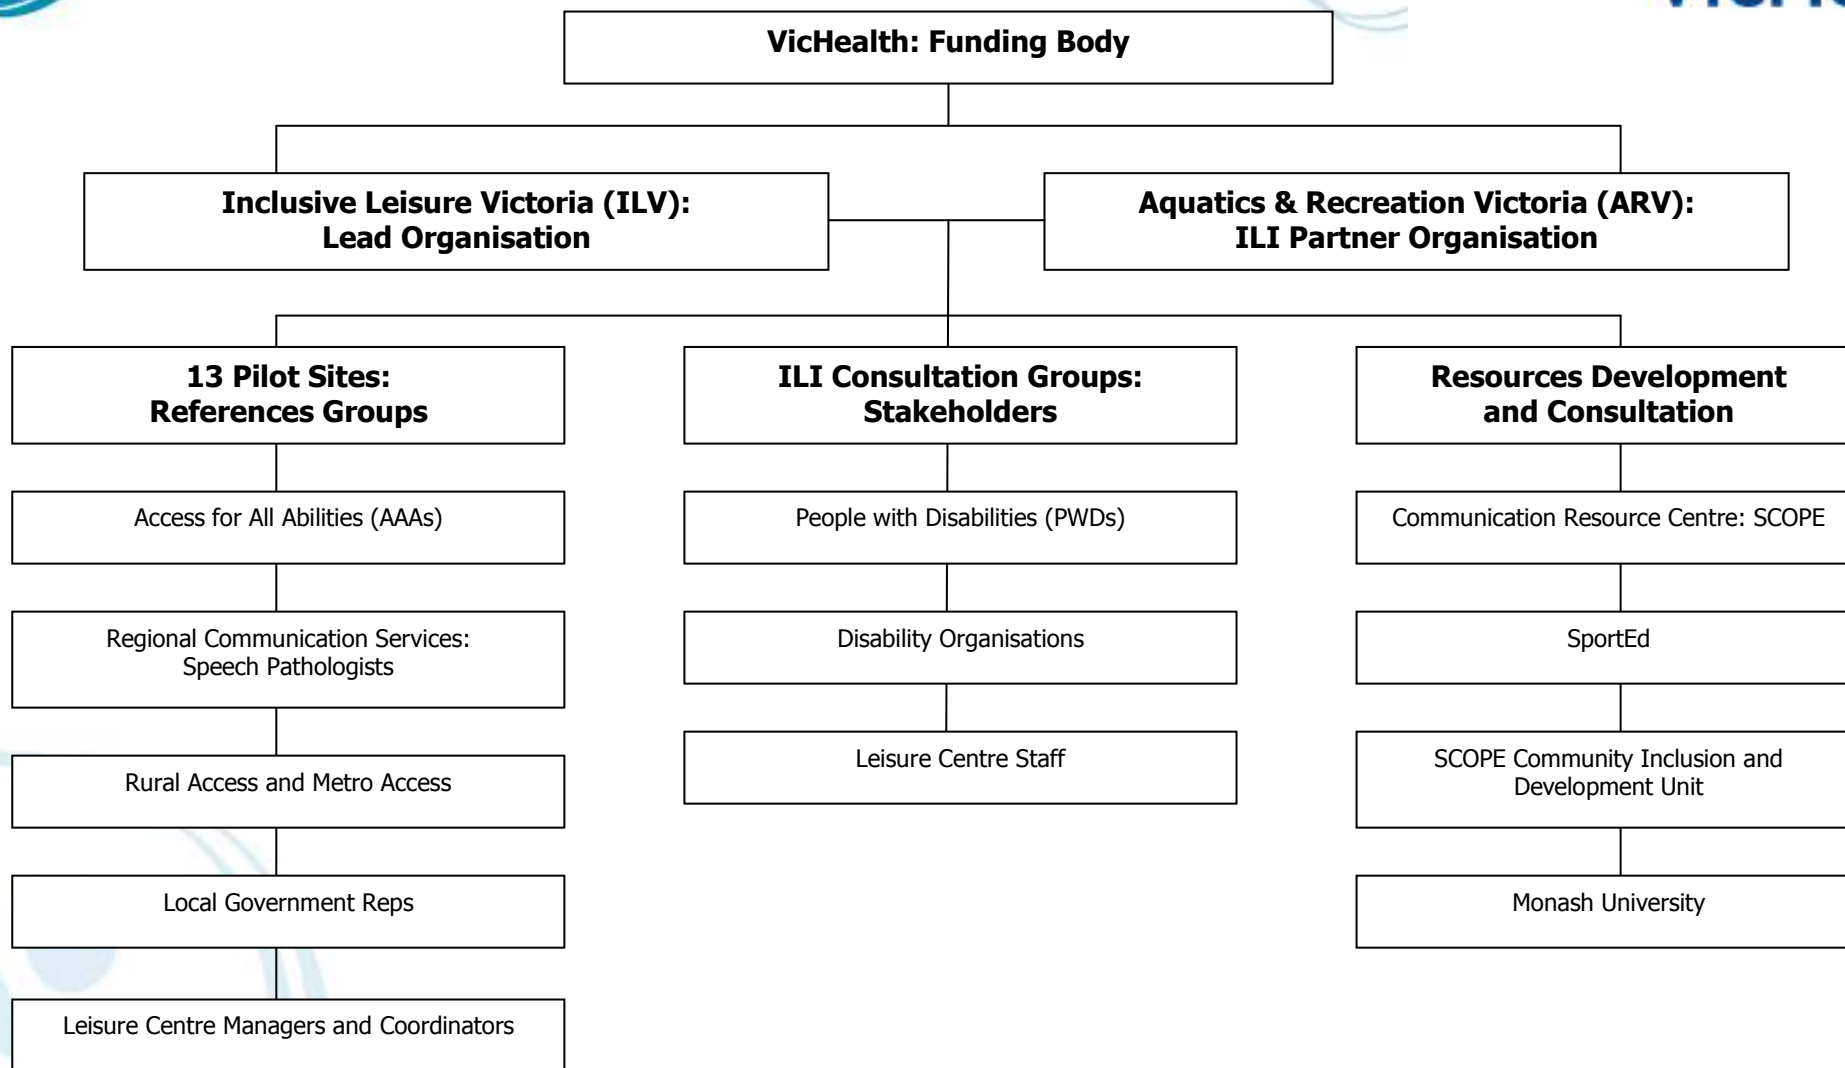 VicHealth: Funding Body
Inclusive Leisure Victoria (ILV):
Lead Organisation
Aquatics & Recreation Victoria (ARV):
ILI Partner Organisation
13 Pilot Sites:
References Groups
ILI Consultation Groups:
Stakeholders
Resources Development
and Consultation
Access for All Abilities (AAAs)
People with Disabilities (PWDs)
Communication Resource Centre: SCOPE
Regional Communication Services:
Speech Pathologists
Disability Organisations
SportEd
Rural Access and Metro Access
Leisure Centre Staff
SCOPE Community Inclusion and
Development Unit
Local Government Reps
Monash University
Leisure Centre Managers and Coordinators